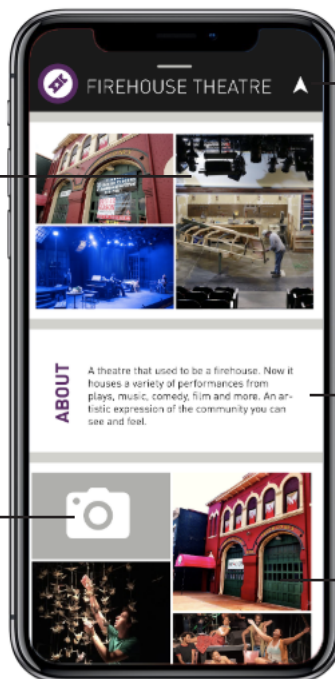 FIREHOUSE THEATRE
ABOUT
A theatre that used to be a firehouse. Now it
houses a variety of performances from
plays, music, comedy, film and more. An ar-
tistic expression of the community you can
see and feel.